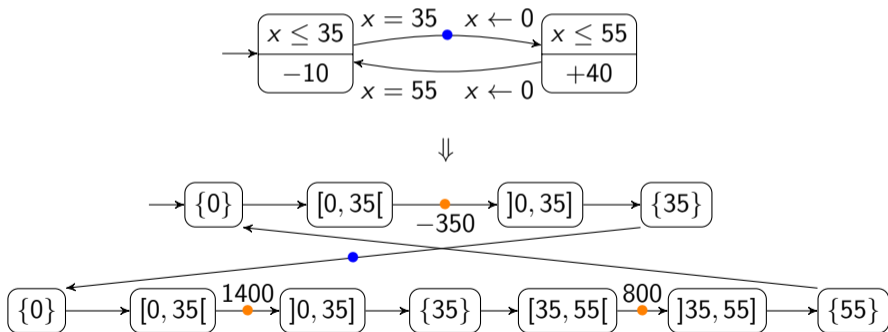 x = 35 x ← 0
x ≤ 35 x ≤ 55
−10 +40
x = 55 x ← 0
⇓
{0} [0, 35[ ]0, 35] {35}
−350
1400 800
{0} [0, 35[ ]0, 35] {35} [35, 55[ ]35, 55] {55}